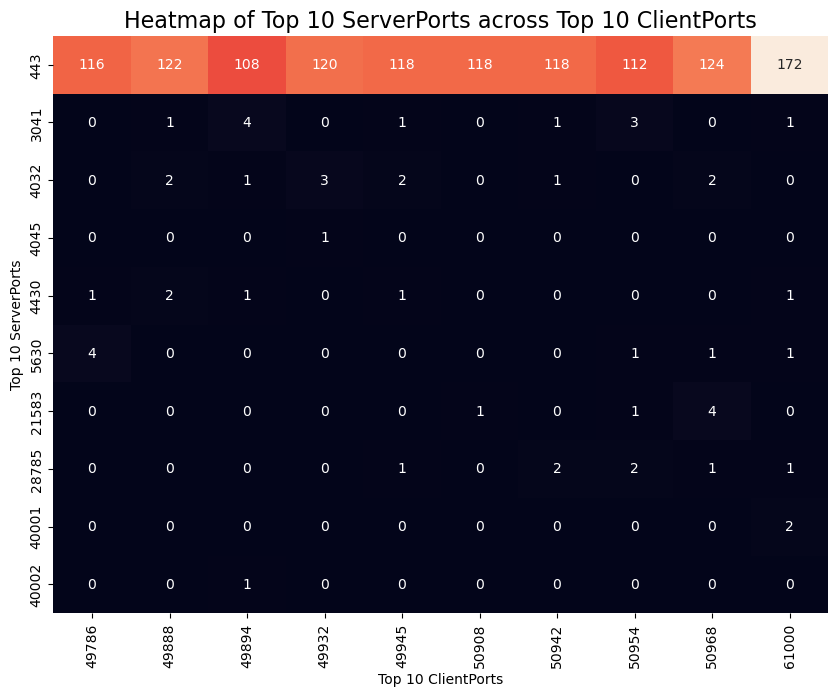 Heatmap of Top 10 ServerPorts across Top 10 ClientPorts
Top 10 ServerPorts
443 116 122 108 120 118 118 118 112 124 172
3041 0 1 4 0 1 0 1 3 0 1
4032 0 2 1 3 2 0 1 0 2 0
4045 0 0 0 1 0 0 0 0 0 0
4430 1 2 1 0 1 0 0 0 0 1
5630 4 0 0 0 0 0 0 1 1 1
21583 0 0 0 0 0 1 0 1 4 0
28785 0 0 0 0 1 0 2 2 1 1
40001 0 0 0 0 0 0 0 0 0 2
40002 0 0 1 0 0 0 0 0 0 0
49786 49888 49894 49932 49945 50908 50942 50954 50968 61000
Top 10 ClientPorts